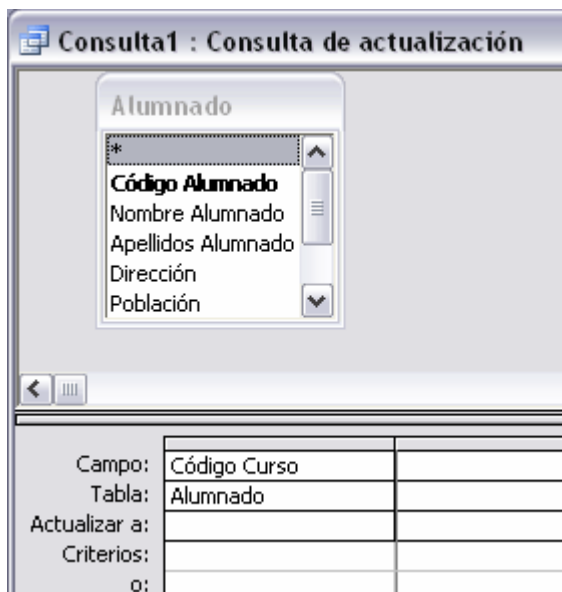 Consulta1 : Consulta de actualización
Alumnado
*
Código Alumnado
Nombre Alumnado
Apellidos Alumnado
Dirección
Población
Campo: Código Curso
Tabla: Alumnado
Actualizar a:
Criterios:
o: